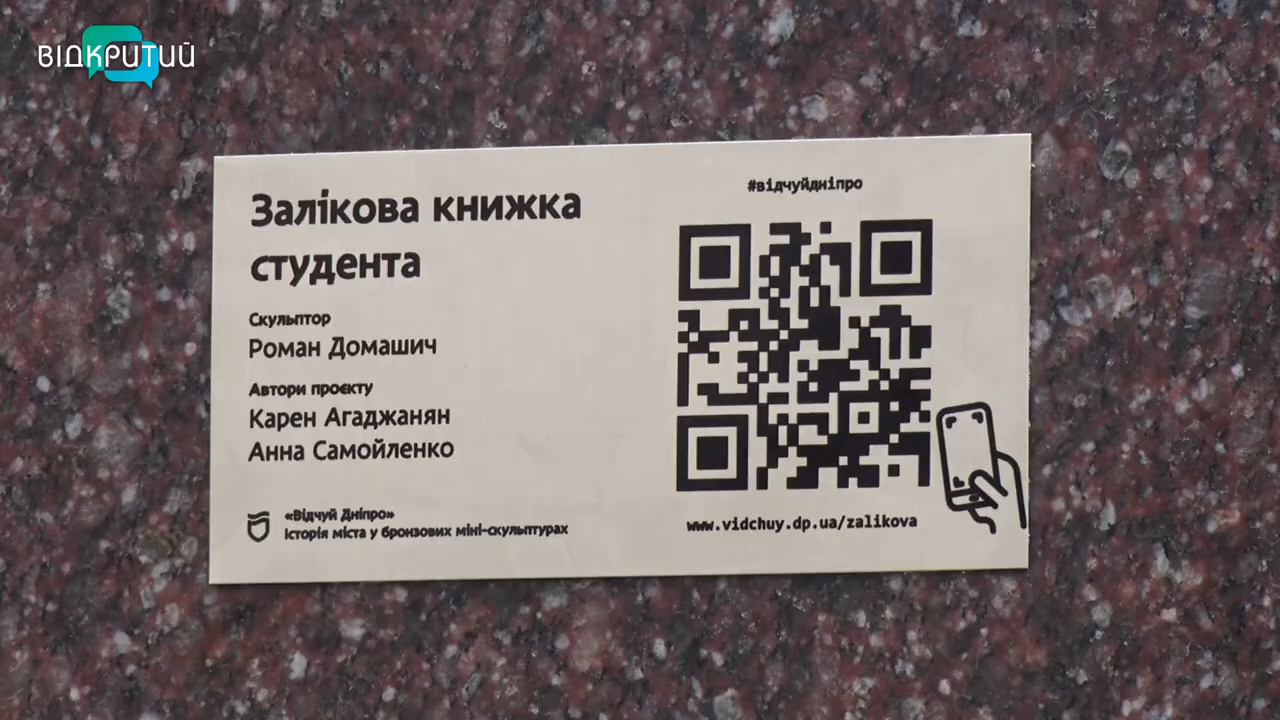 ВІДКРИТИЙ
Залікова книжка
студента
Скульптор
Роман Домашич
Автори проєкту
Карен Агаджанян
Анна Самойленко
«Відчуй Дніпро»
Історія міста у бронзових міні-скульптурах
#відчуйдніпро
www.vidchuy.dp.ua/zalikova